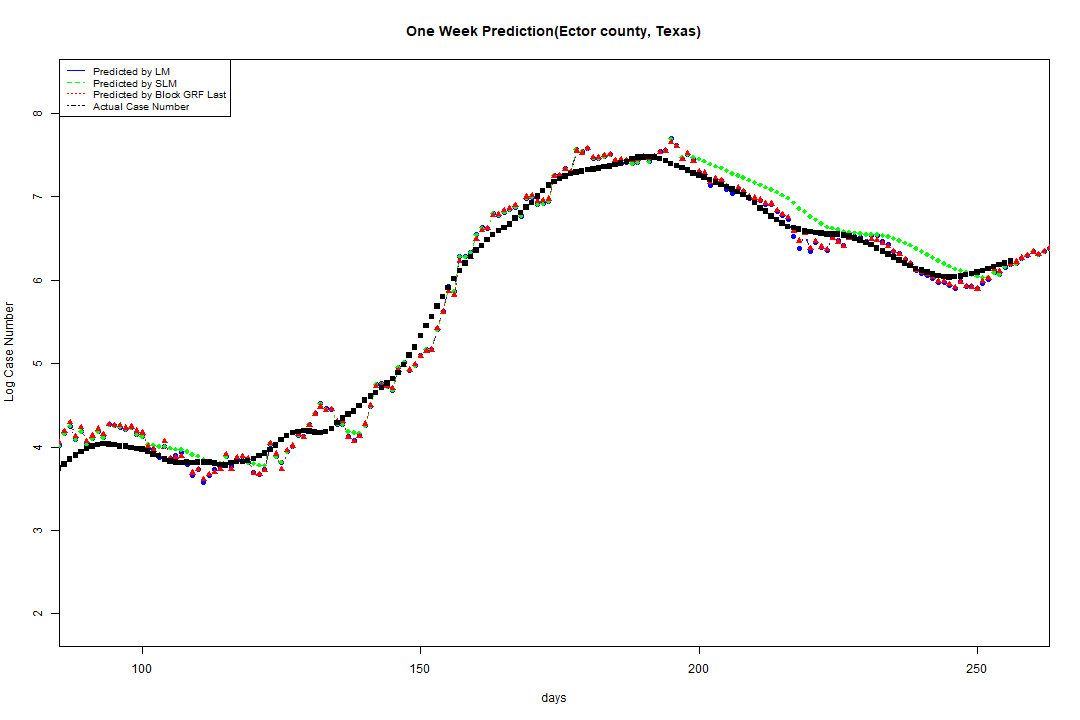 One Week Prediction(Ector county, Texas)
Predicted by LM
Predicted by SLM
Predicted by Block GRF Last
Actual Case Number
8
7
6
5
4
3
2
Log Case Number
100 150 200 250
days